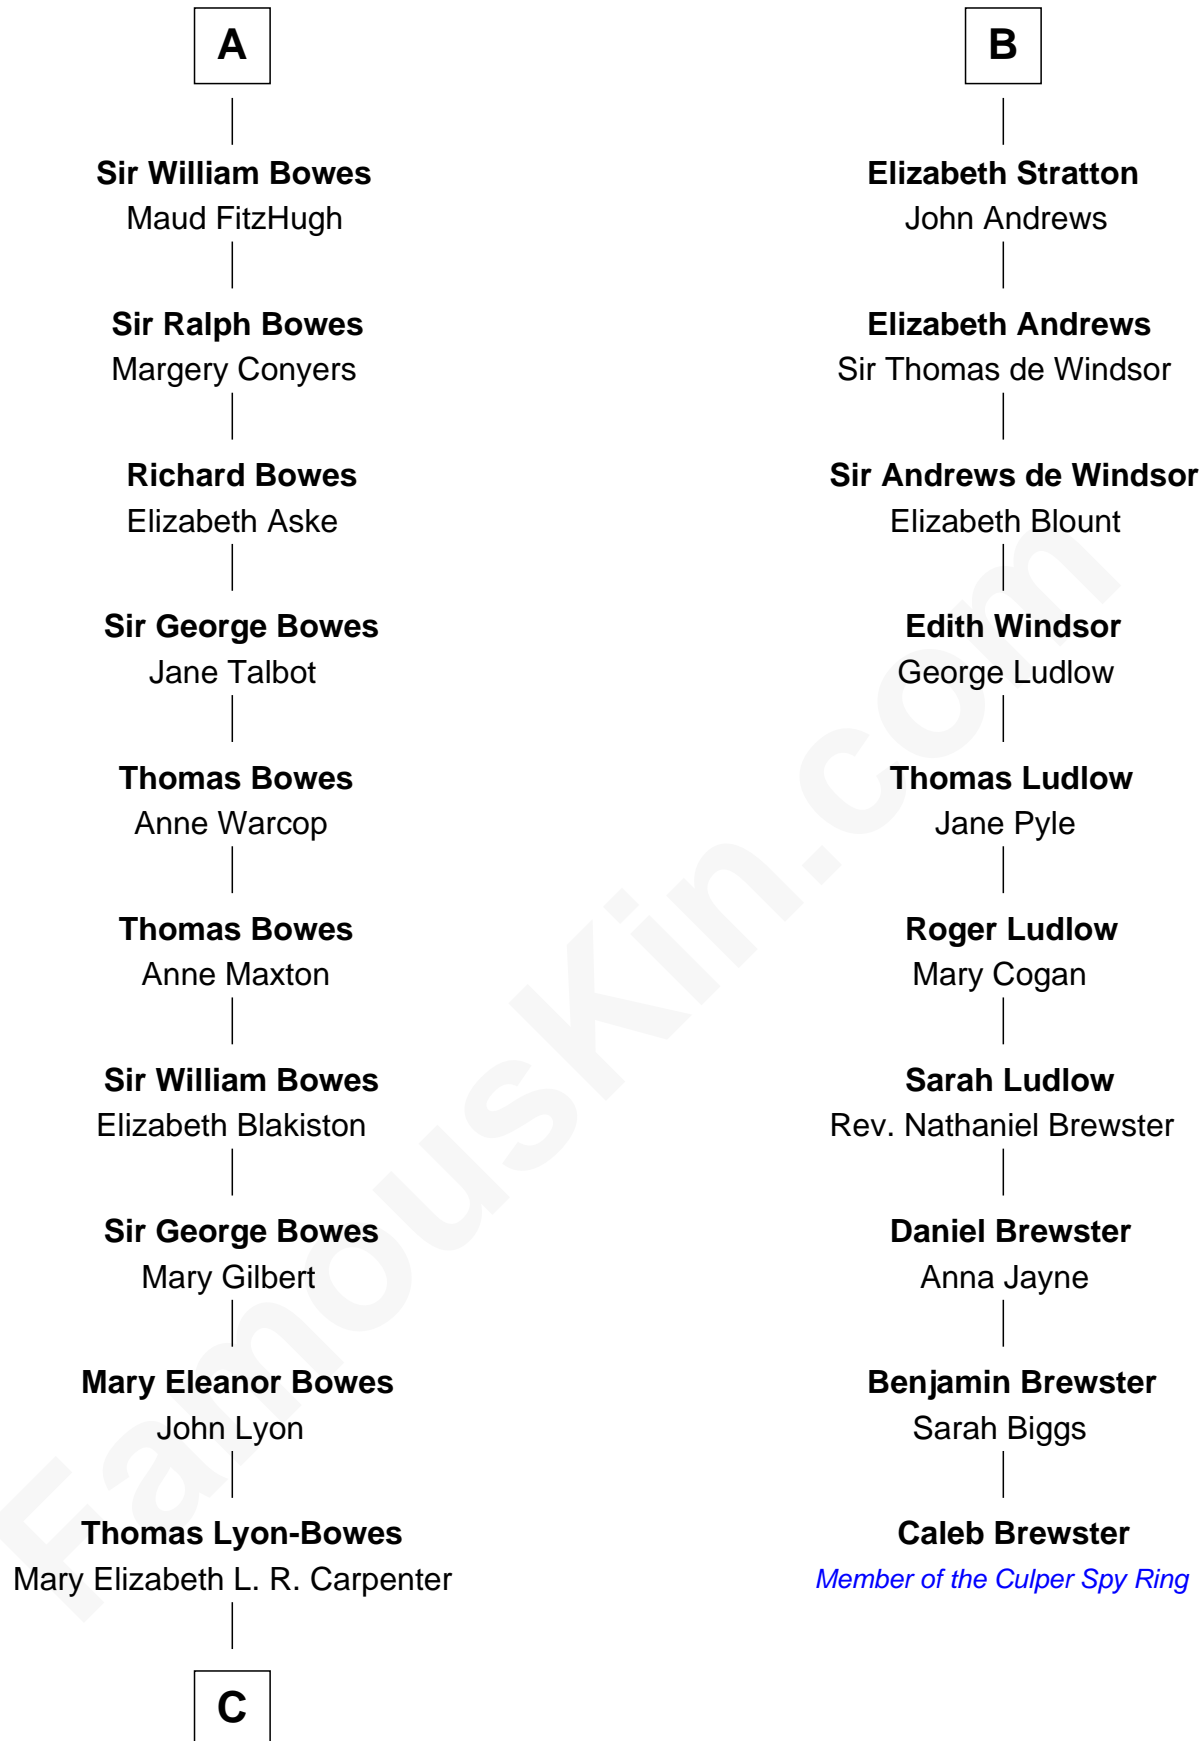 A
Sir William Bowes
Maud FitzHugh
Sir Ralph Bowes
Margery Conyers
Richard Bowes
Elizabeth Aske
Sir George Bowes
Jane Talbot
Thomas Bowes
Anne Warcop
Thomas Bowes
Anne Maxton
Sir William Bowes
Elizabeth Blakiston
Sir George Bowes
Mary Gilbert
Mary Eleanor Bowes
John Lyon
Thomas Lyon-Bowes
Mary Elizabeth L. R. Carpenter
C
B
Elizabeth Stratton
John Andrews
Elizabeth Andrews
Sir Thomas de Windsor
Sir Andrews de Windsor
Elizabeth Blount
Edith Windsor
George Ludlow
Thomas Ludlow
Jane Pyle
Roger Ludlow
Mary Cogan
Sarah Ludlow
Rev. Nathaniel Brewster
Daniel Brewster
Anna Jayne
Benjamin Brewster
Sarah Biggs
Caleb Brewster
Member of the Culper Spy Ring
FamousKin.com